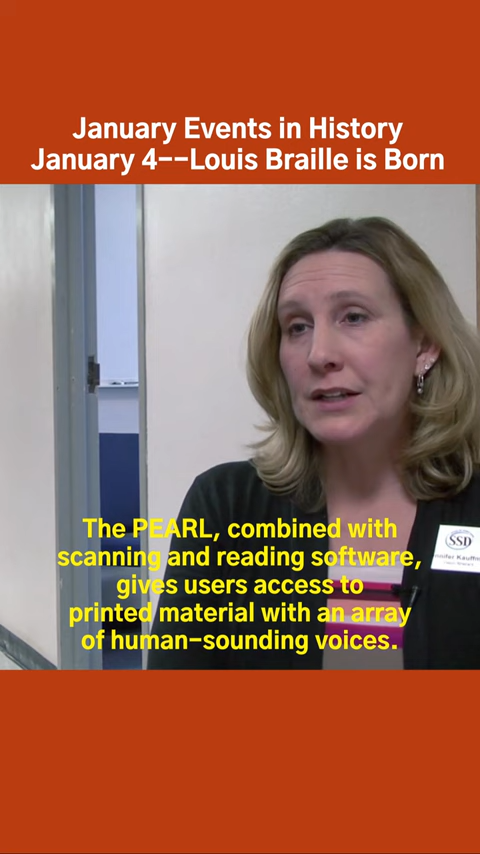 January Events in History
January 4--Louis Braille is Born
SSD
The PEARL, combined with
scanning and reading software,
gives users access to
printed material with an array
of human-sounding voices.